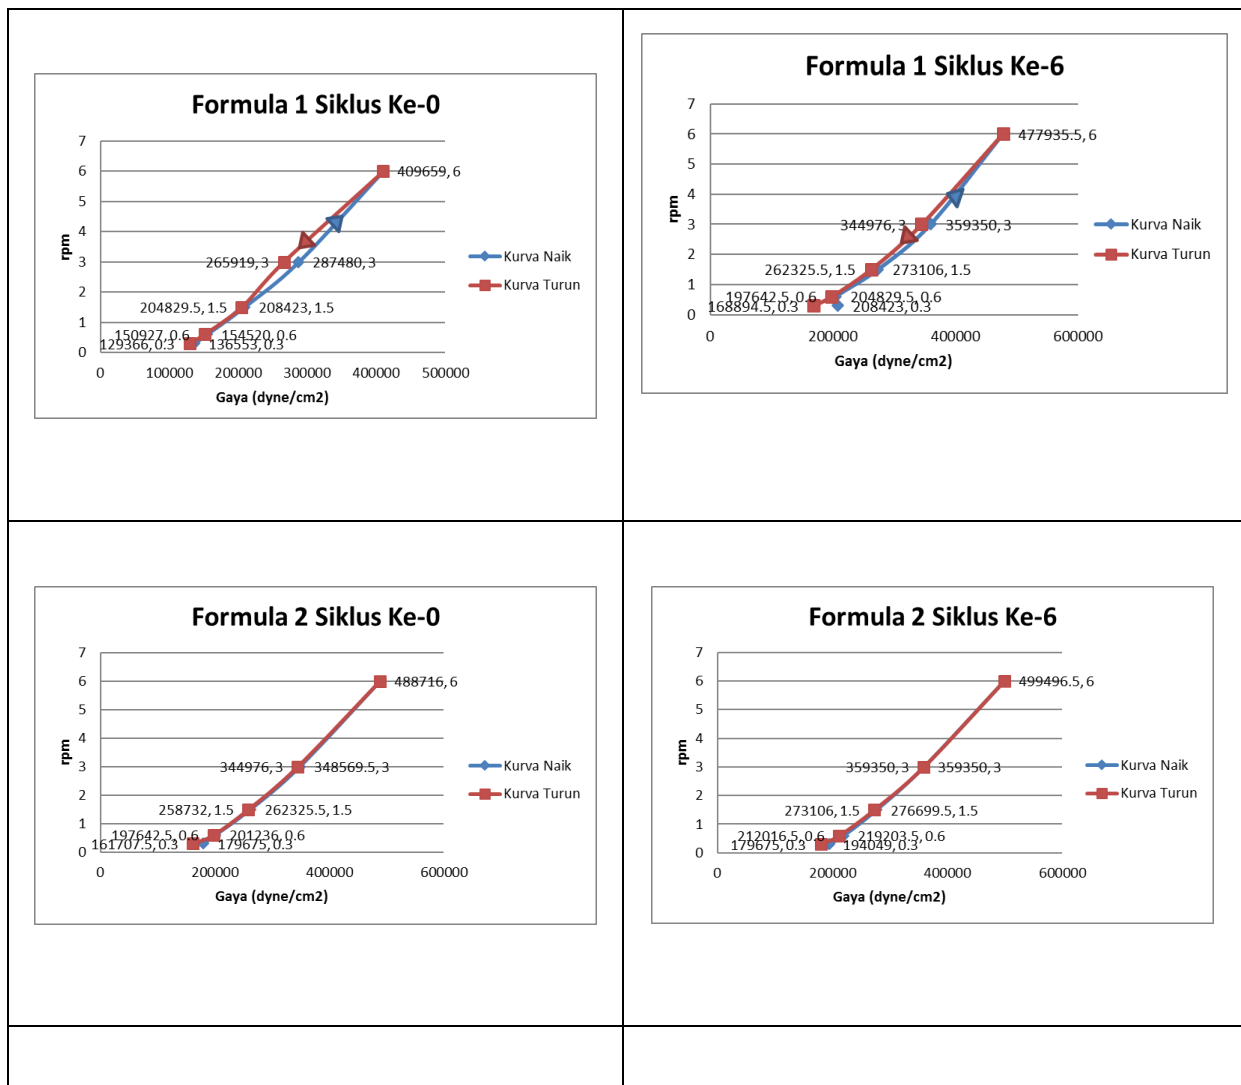 Formula 1 Siklus Ke-0
7
6
409659, 6
5
4
3
265919, 3
287480, 3
2
204829.5, 1.5
208423, 1.5
1
150927, 0.6
154520, 0.6
0
129366, 0.3
136553, 0.3
0 100000 200000 300000 400000 500000
Gaya (dyne/cm2)
rpm
Kurva Naik
Kurva Turun
Formula 1 Siklus Ke-6
7
6
477935.5, 6
5
4
3
344976, 3
359350, 3
2
262325.5, 1.5
273106, 1.5
1
197642.5, 0.6
204829.5, 0.6
0
168894.5, 0.3
208423, 0.3
0 200000 400000 600000
Gaya (dyne/cm2)
rpm
Kurva Naik
Kurva Turun
Formula 2 Siklus Ke-0
7
6
488716, 6
5
4
3
344976, 3
348569.5, 3
2
258732, 1.5
262325.5, 1.5
1
197642.5, 0.6
201236, 0.6
0
161707.5, 0.3
179675, 0.3
0 200000 400000 600000
Gaya (dyne/cm2)
rpm
Kurva Naik
Kurva Turun
Formula 2 Siklus Ke-6
7
6
499496.5, 6
5
4
3
359350, 3
359350, 3
2
273106, 1.5
276699.5, 1.5
1
212016.5, 0.6
219203.5, 0.6
0
179675, 0.3
194049, 0.3
0 200000 400000 600000
Gaya (dyne/cm2)
rpm
Kurva Naik
Kurva Turun